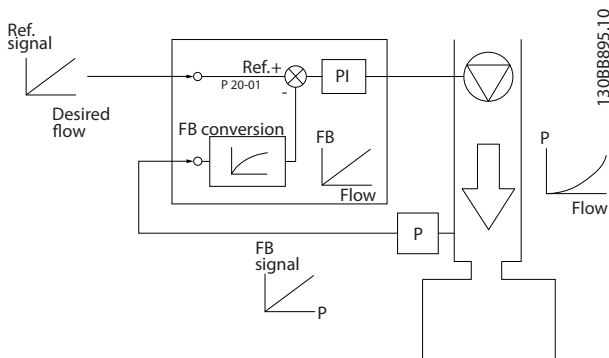 Ref.
signal
Desired
flow
Ref.+
P 20-01
-
PI
FB conversion
FB
Flow
P
FB
signal
P
P
Flow
130BB895.10